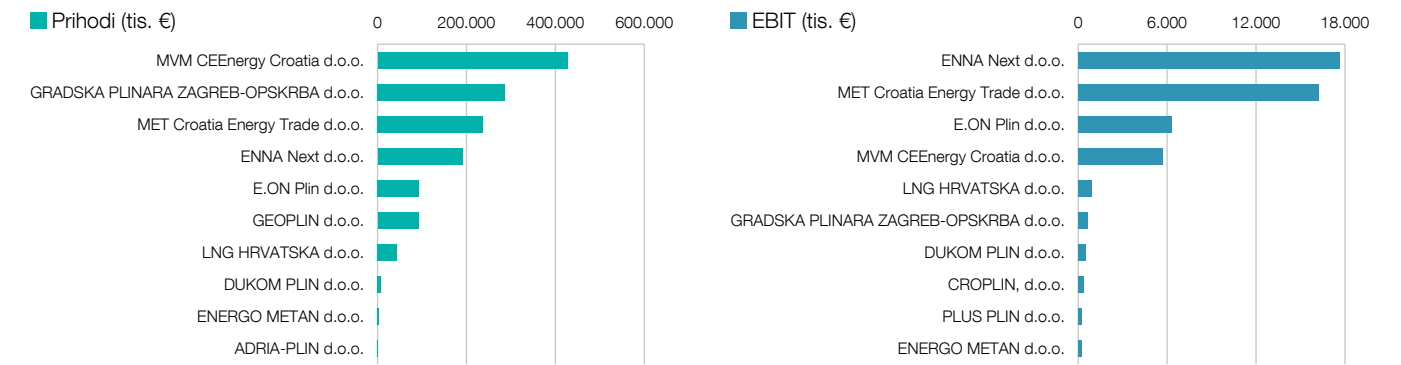 Prihodi (tis. €)
0 200.000 400.000 600.000
MVM CEEnergy Croatia d.o.o.
GRADSKA PLINARA ZAGREB-OPSKRBA d.o.o.
MET Croatia Energy Trade d.o.o.
ENNA Next d.o.o.
E.ON Plin d.o.o.
GEOPLIN d.o.o.
LNG HRVATSKA d.o.o.
DUKOM PLIN d.o.o.
ENERGO METAN d.o.o.
ADRIA-PLIN d.o.o.
EBIT (tis. €)
0 6.000 12.000 18.000
ENNA Next d.o.o.
MET Croatia Energy Trade d.o.o.
E.ON Plin d.o.o.
MVM CEEnergy Croatia d.o.o.
LNG HRVATSKA d.o.o.
GRADSKA PLINARA ZAGREB-OPSKRBA d.o.o.
DUKOM PLIN d.o.o.
CROPLIN, d.o.o.
PLUS PLIN d.o.o.
ENERGO METAN d.o.o.